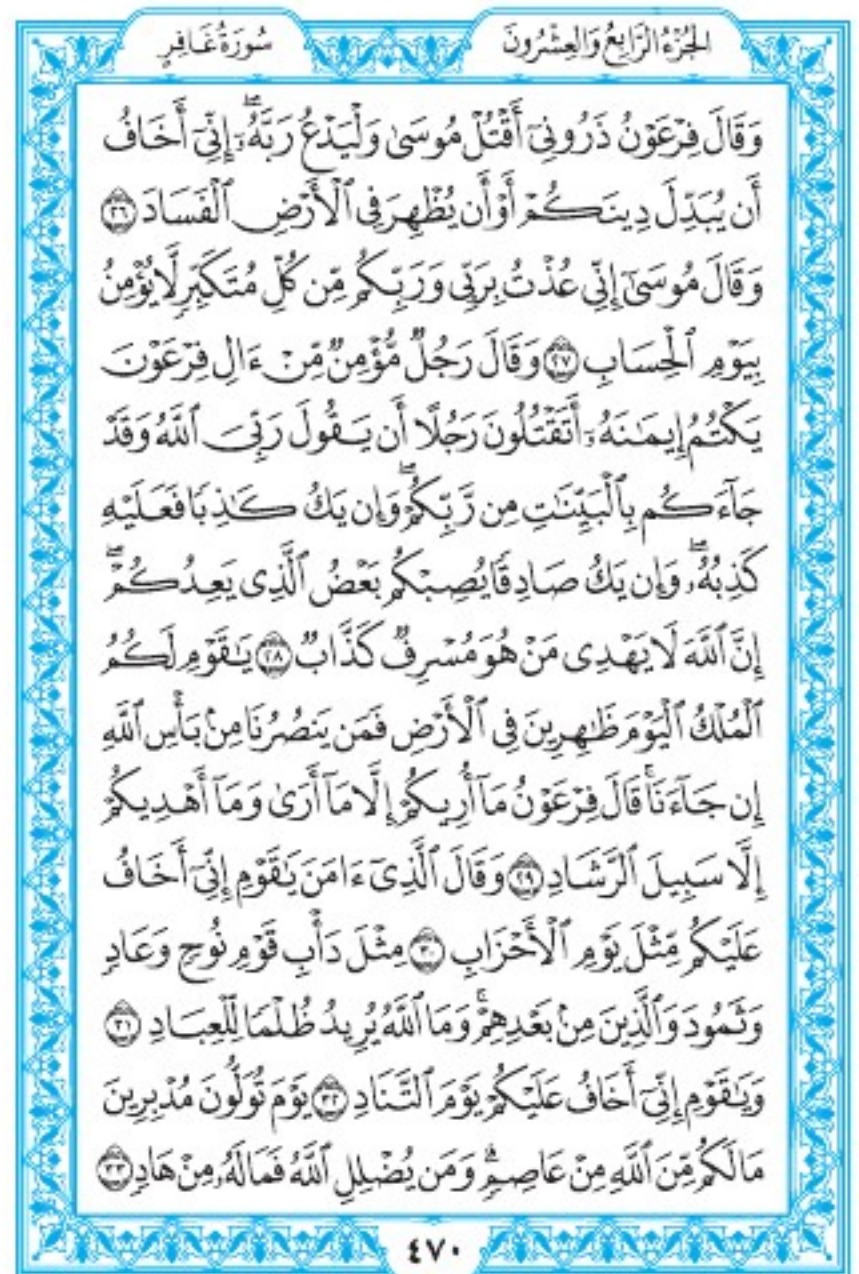 الجُزْءُ الرَّابِعُ وَالعِشْرُونَ
سُورَةُ غَافِرٍ
وَقَالَ فِرْعَوْنُ ذَرُونِيٓ أَقْتُلْ مُوسَىٰ وَلْيَدْعُ رَبَّهُۥٓۖ إِنِّيٓ أَخَافُ
أَن يُبَدِّلَ دِينَكُمْ أَوْ أَن يُظْهِرَ فِي ٱلْأَرْضِ ٱلْفَسَادَ ٢٦
وَقَالَ مُوسَىٰٓ إِنِّي عُذْتُ بِرَبِّي وَرَبِّكُم مِّن كُلِّ مُتَكَبِّرٍ لَّا يُؤْمِنُ
بِيَوْمِ ٱلْحِسَابِ ٢٧ وَقَالَ رَجُلٌ مُّؤْمِنٌ مِّنْ ءَالِ فِرْعَوْنَ
يَكْتُمُ إِيمَـٰنَهُۥٓ أَتَقْتُلُونَ رَجُلًا أَن يَقُولَ رَبِّيَ ٱللَّهُ وَقَدْ
جَآءَكُم بِٱلْبَيِّنَـٰتِ مِن رَّبِّكُمْۖ وَإِن يَكُ كَـٰذِبًا فَعَلَيْهِ
كَذِبُهُۥۖ وَإِن يَكُ صَادِقًا يُصِبْكُم بَعْضُ ٱلَّذِي يَعِدُكُمْۖ
إِنَّ ٱللَّهَ لَا يَهْدِي مَنْ هُوَ مُسْرِفٌ كَذَّابٌ ٢٨ يَـٰقَوْمِ لَكُمُ
ٱلْمُلْكُ ٱلْيَوْمَ ظَـٰهِرِينَ فِي ٱلْأَرْضِ فَمَن يَنصُرُنَا مِنۢ بَأْسِ ٱللَّهِ
إِن جَآءَنَاۚ قَالَ فِرْعَوْنُ مَآ أُرِيكُمْ إِلَّا مَآ أَرَىٰ وَمَآ أَهْدِيكُمْ
إِلَّا سَبِيلَ ٱلرَّشَادِ ٢٩ وَقَالَ ٱلَّذِيٓ ءَامَنَ يَـٰقَوْمِ إِنِّيٓ أَخَافُ
عَلَيْكُم مِّثْلَ يَوْمِ ٱلْأَحْزَابِ ٣٠ مِثْلَ دَأْبِ قَوْمِ نُوحٍ وَعَادٍ
وَثَمُودَ وَٱلَّذِينَ مِنۢ بَعْدِهِمْۚ وَمَا ٱللَّهُ يُرِيدُ ظُلْمًا لِّلْعِبَادِ ٣١
وَيَـٰقَوْمِ إِنِّيٓ أَخَافُ عَلَيْكُمْ يَوْمَ ٱلتَّنَادِ ٣٢ يَوْمَ تُوَلُّونَ مُدْبِرِينَ
مَا لَكُم مِّنَ ٱللَّهِ مِنْ عَاصِمٍۗ وَمَن يُضْلِلِ ٱللَّهُ فَمَا لَهُۥ مِنْ هَادٍ ٣٣
٤٧٠